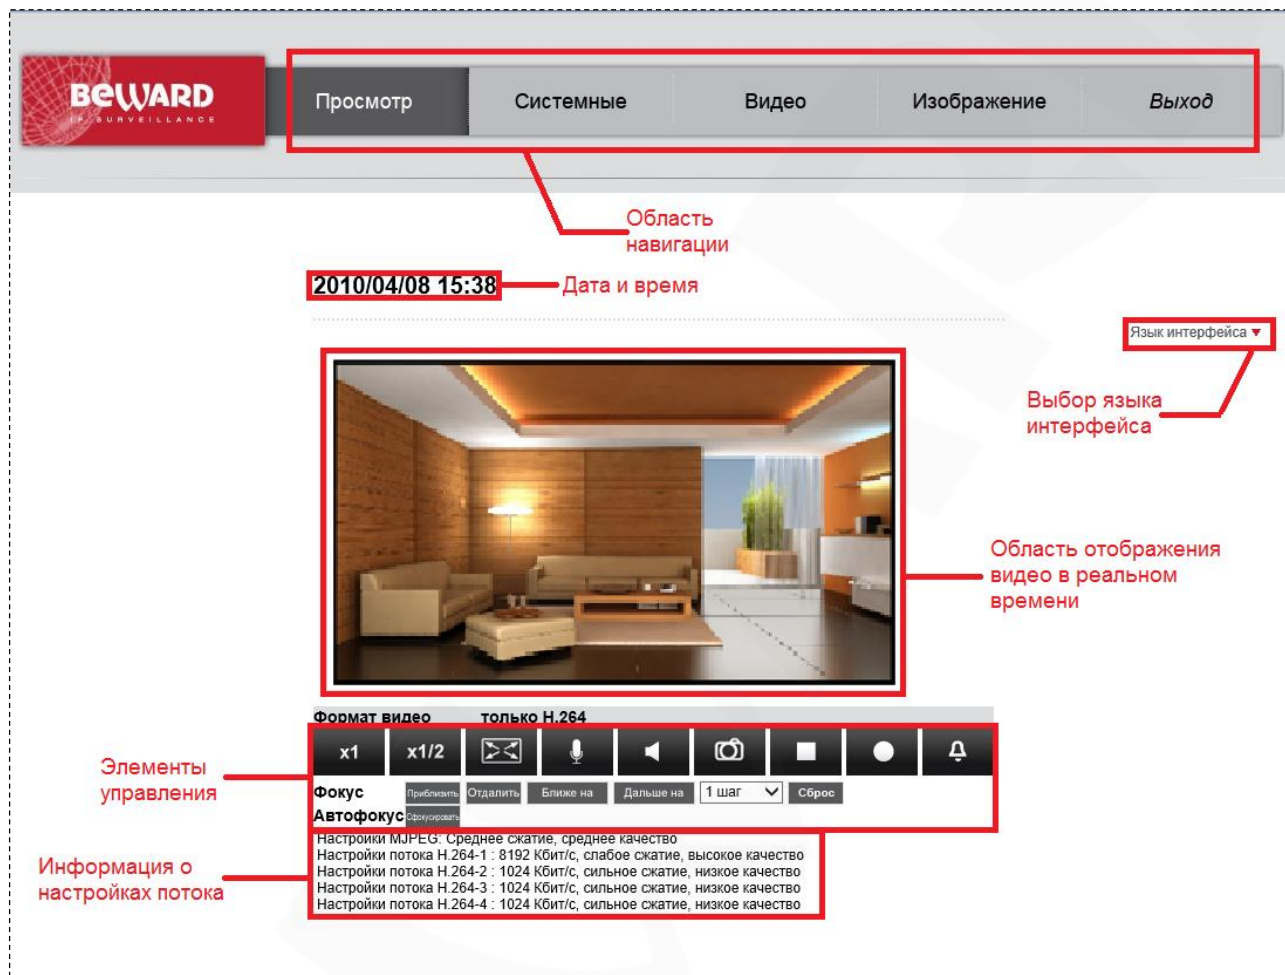 BEWARD
IP SURVEILLANCE
Просмотр Системные Видео Изображение Выход
Область
навигации
2010/04/08 15:38 Дата и время
Язык интерфейса
Выбор языка
интерфейса
Область отображения
видео в реальном
времени
Формат видео только H.264
x1 x1/2
Элементы
управления
Фокус Приблизить Отдалить Ближе на Дальше на 1 шаг Сброс
Автофокус Сфокусировать
Информация о
настройках потока
Настройки MJPEG: Среднее сжатие, среднее качество
Настройки потока H.264-1 : 8192 Кбит/с, слабое сжатие, высокое качество
Настройки потока H.264-2 : 1024 Кбит/с, сильное сжатие, низкое качество
Настройки потока H.264-3 : 1024 Кбит/с, сильное сжатие, низкое качество
Настройки потока H.264-4 : 1024 Кбит/с, сильное сжатие, низкое качество